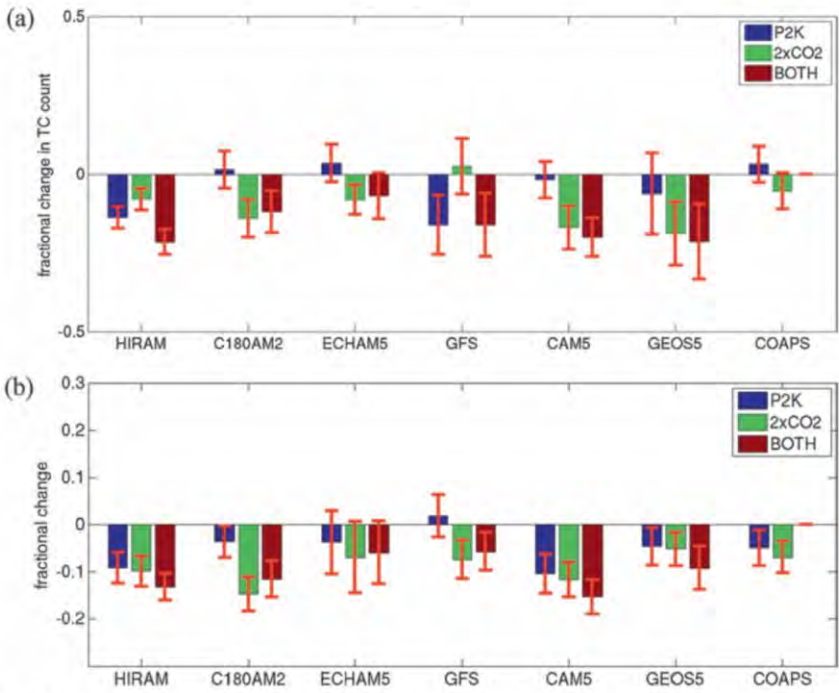 (a)
fractional change in TC count
0.5
0
-0.5
P2K
2xCO2
BOTH
HIRAM C180AM2 ECHAM5 GFS CAM5 GEOS5 COAPS
(b)
fractional change
0.3
0.2
0.1
0
-0.1
-0.2
P2K
2xCO2
BOTH
HIRAM C180AM2 ECHAM5 GFS CAM5 GEOS5 COAPS